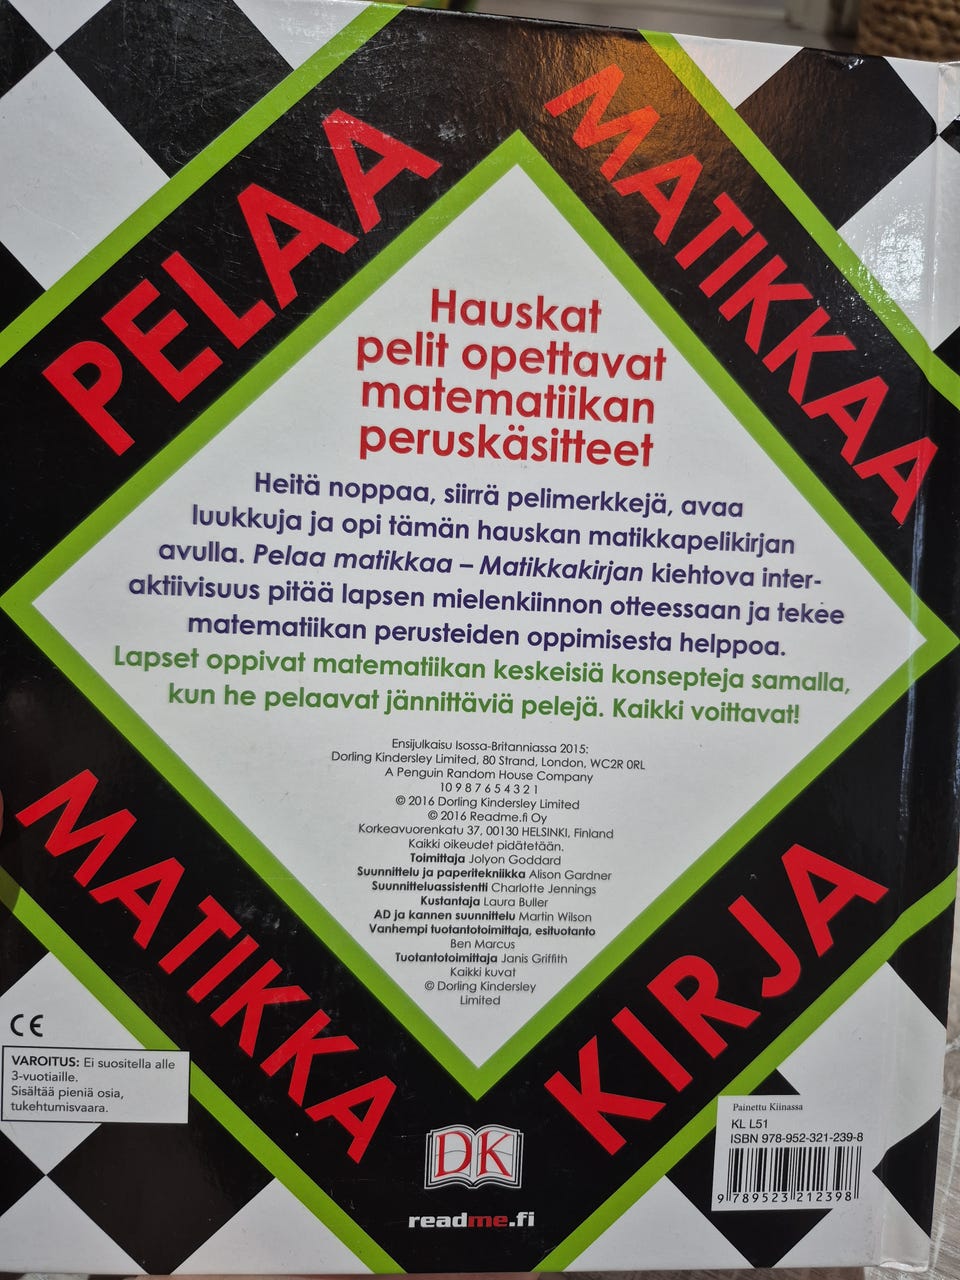 PELAA
MATIKKAA
Hauskat
pelit opettavat
matematiikan
peruskäsitteet
Heitä noppaa, siirrä pelimerkkejä, avaa
luukkuja ja opi tämän hauskan matikkapelikirjan
avulla. Pelaa matikkaa – Matikkakirjan kiehtova inter-
aktiivisuus pitää lapsen mielenkiinnon otteessaan ja tekee
matematiikan perusteiden oppimisesta helppoa.
Lapset oppivat matematiikan keskeisiä konsepteja samalla,
kun he pelaavat jännittäviä pelejä. Kaikki voittavat!
Ensijulkaisu Isossa-Britanniassa 2015:
Dorling Kindersley Limited, 80 Strand, London, WC2R 0RL
A Penguin Random House Company
10 9 8 7 6 5 4 3 2 1
© 2016 Dorling Kindersley Limited
© 2016 Readme.fi Oy
Korkeavuorenkatu 37, 00130 HELSINKI, Finland
Kaikki oikeudet pidätetään.
Toimittaja Jolyon Goddard
Suunnittelu ja paperitekniikka Alison Gardner
Suunnitteluassistentti Charlotte Jennings
Kustantaja Laura Buller
AD ja kannen suunnittelu Martin Wilson
Vanhempi tuotantotoimittaja, esituotanto
Ben Marcus
Tuotantotoimittaja Janis Griffith
Kaikki kuvat
© Dorling Kindersley
Limited
MATIKKA
KIRJA
CE
VAROITUS: Ei suositella alle
3-vuotiaille.
Sisältää pieniä osia,
tukehtumisvaara.
DK
readme.fi
Painettu Kiinassa
KL L51
ISBN 978-952-321-239-8
9 789523 212398